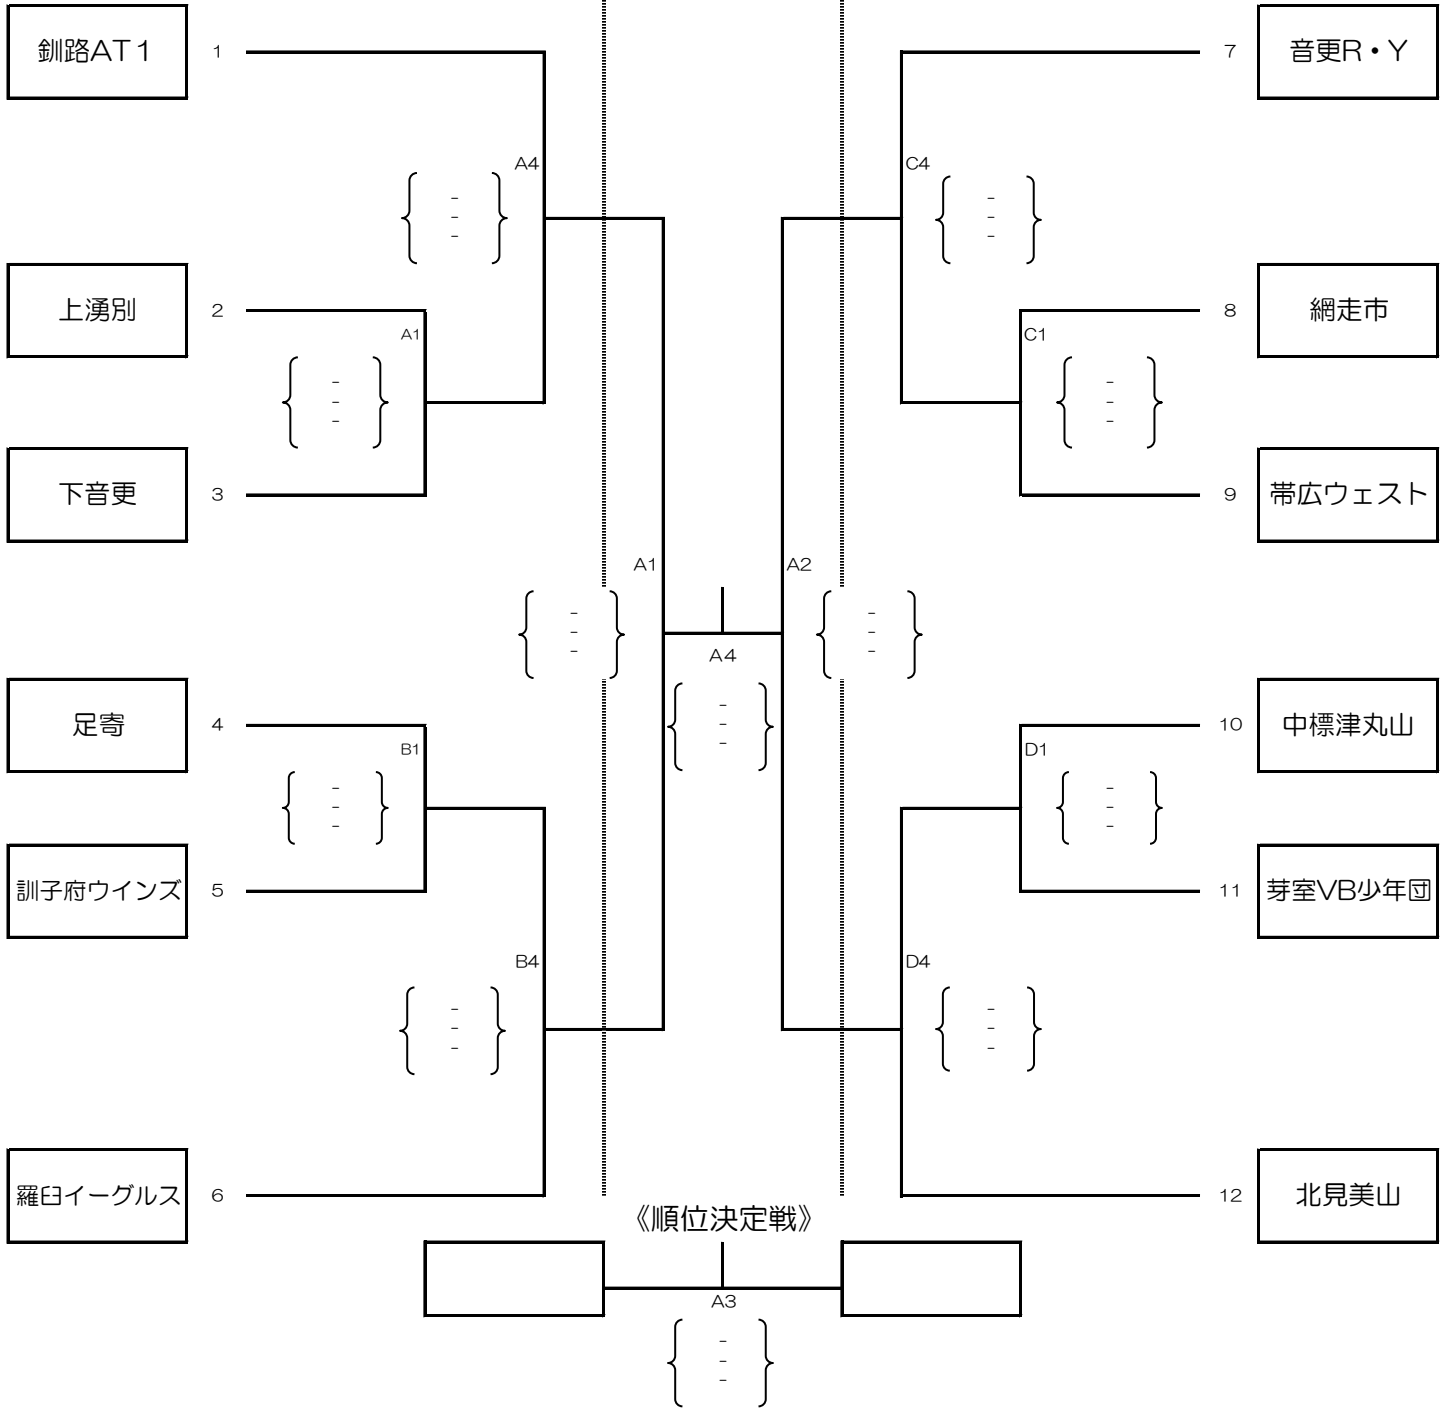 釧路AT１ 1 7 音更R・Y
A4 C4
-
-
-
-
-
-
上湧別 2 8 網走市
A1 C1
-
-
-
-
-
-
下音更 3 9 帯広ウェスト
A1 A2
-
-
-
-
-
-
A4
-
-
-
足寄 4 10 中標津丸山
B1 D1
-
-
-
-
-
-
訓子府ウインズ 5 11 芽室VB少年団
B4 D4
-
-
-
-
-
-
羅臼イーグルス 6 12 北見美山
《順位決定戦》
A3
-
-
-